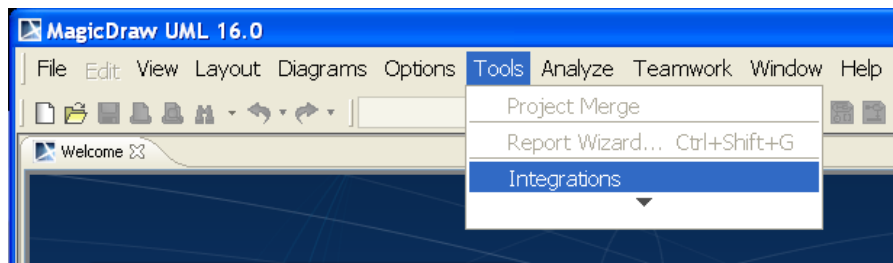 MagicDraw UML 16.0
File Edit View Layout Diagrams Options Tools Analyze Teamwork Window Help
Project Merge
Report Wizard... Ctrl+Shift+G
Welcome
Integrations